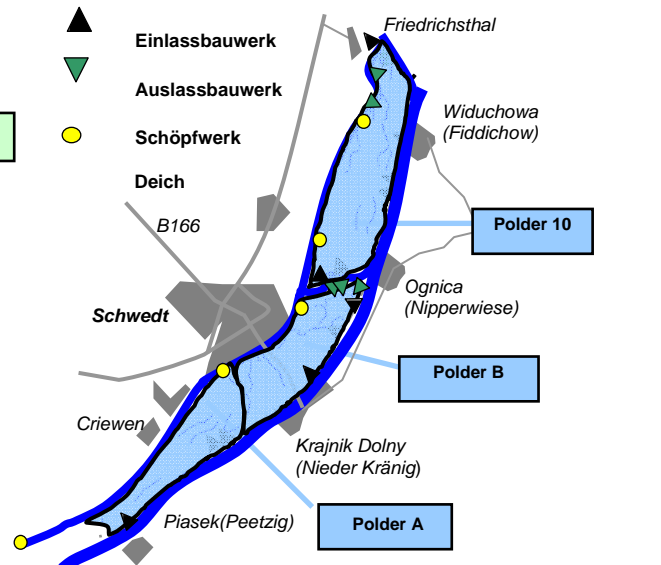 Friedrichsthal
Einlassbauwerk
Auslassbauwerk
Widuchowa
(Fiddichow)
Schöpfwerk
Deich
B166
Polder 10
Ognica
(Nipperwiese)
Schwedt
Polder B
Criewen
Krajnik Dolny
(Nieder Kränig)
Piasek(Peetzig)
Polder A